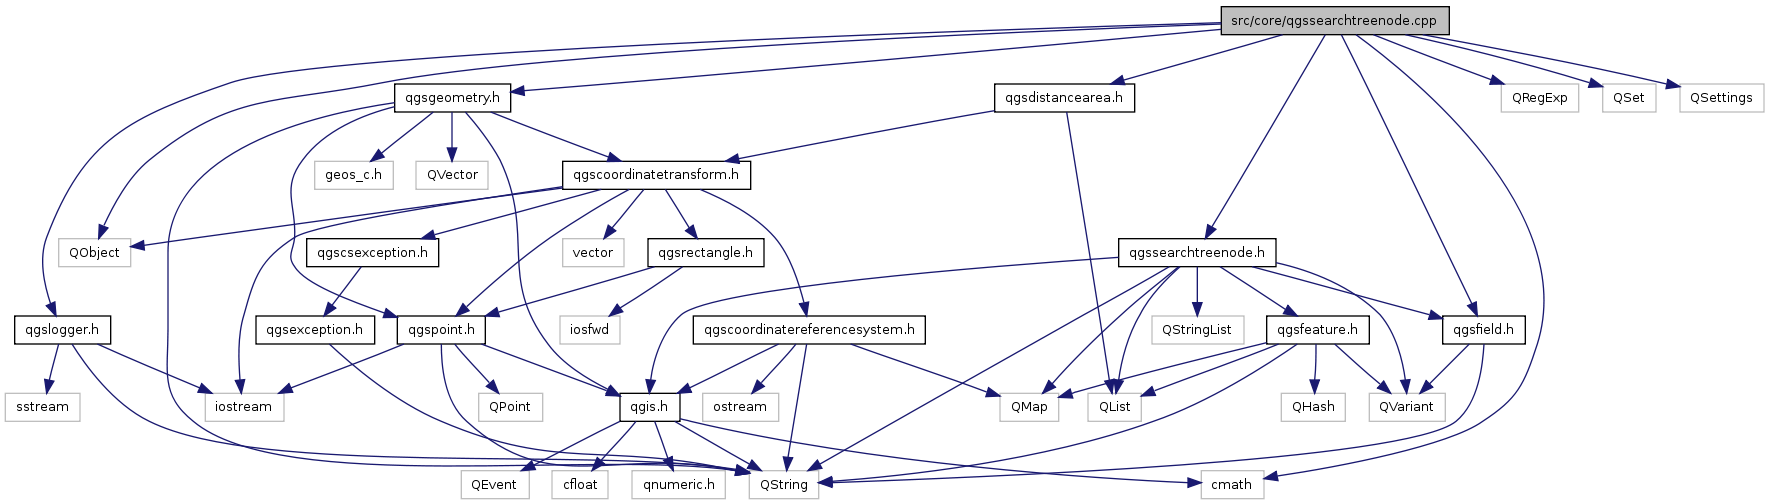 src/core/qgssearchtreenode.cpp
qgsgeometry.h
qgsdistancearea.h
QRegExp
QSet
QSettings
geos_c.h
QVector
qgscoordinatetransform.h
QObject
qgscsexception.h
vector
qgsrectangle.h
qgssearchtreenode.h
qgslogger.h
qgsexception.h
qgspoint.h
iosfwd
qgscoordinatereferencesystem.h
QStringList
qgsfeature.h
qgsfield.h
sstream
iostream
QPoint
qgis.h
ostream
QMap
QList
QHash
QVariant
QEvent
cfloat
qnumeric.h
QString
cmath